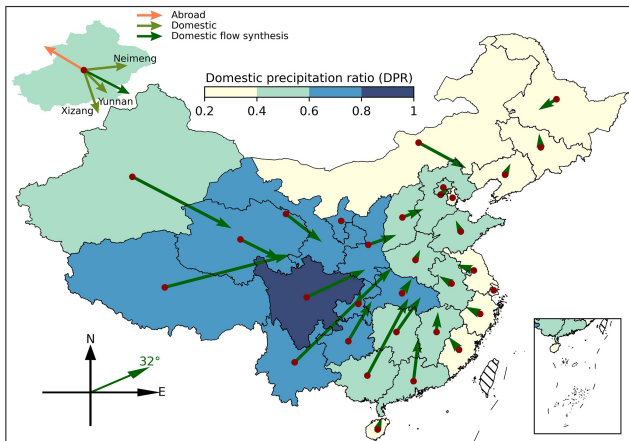 Abroad
Domestic
Domestic flow synthesis
Neimeng
Yunnan
Xizang
Domestic precipitation ratio (DPR)
0.2 0.4 0.6 0.8 1
N
32°
E